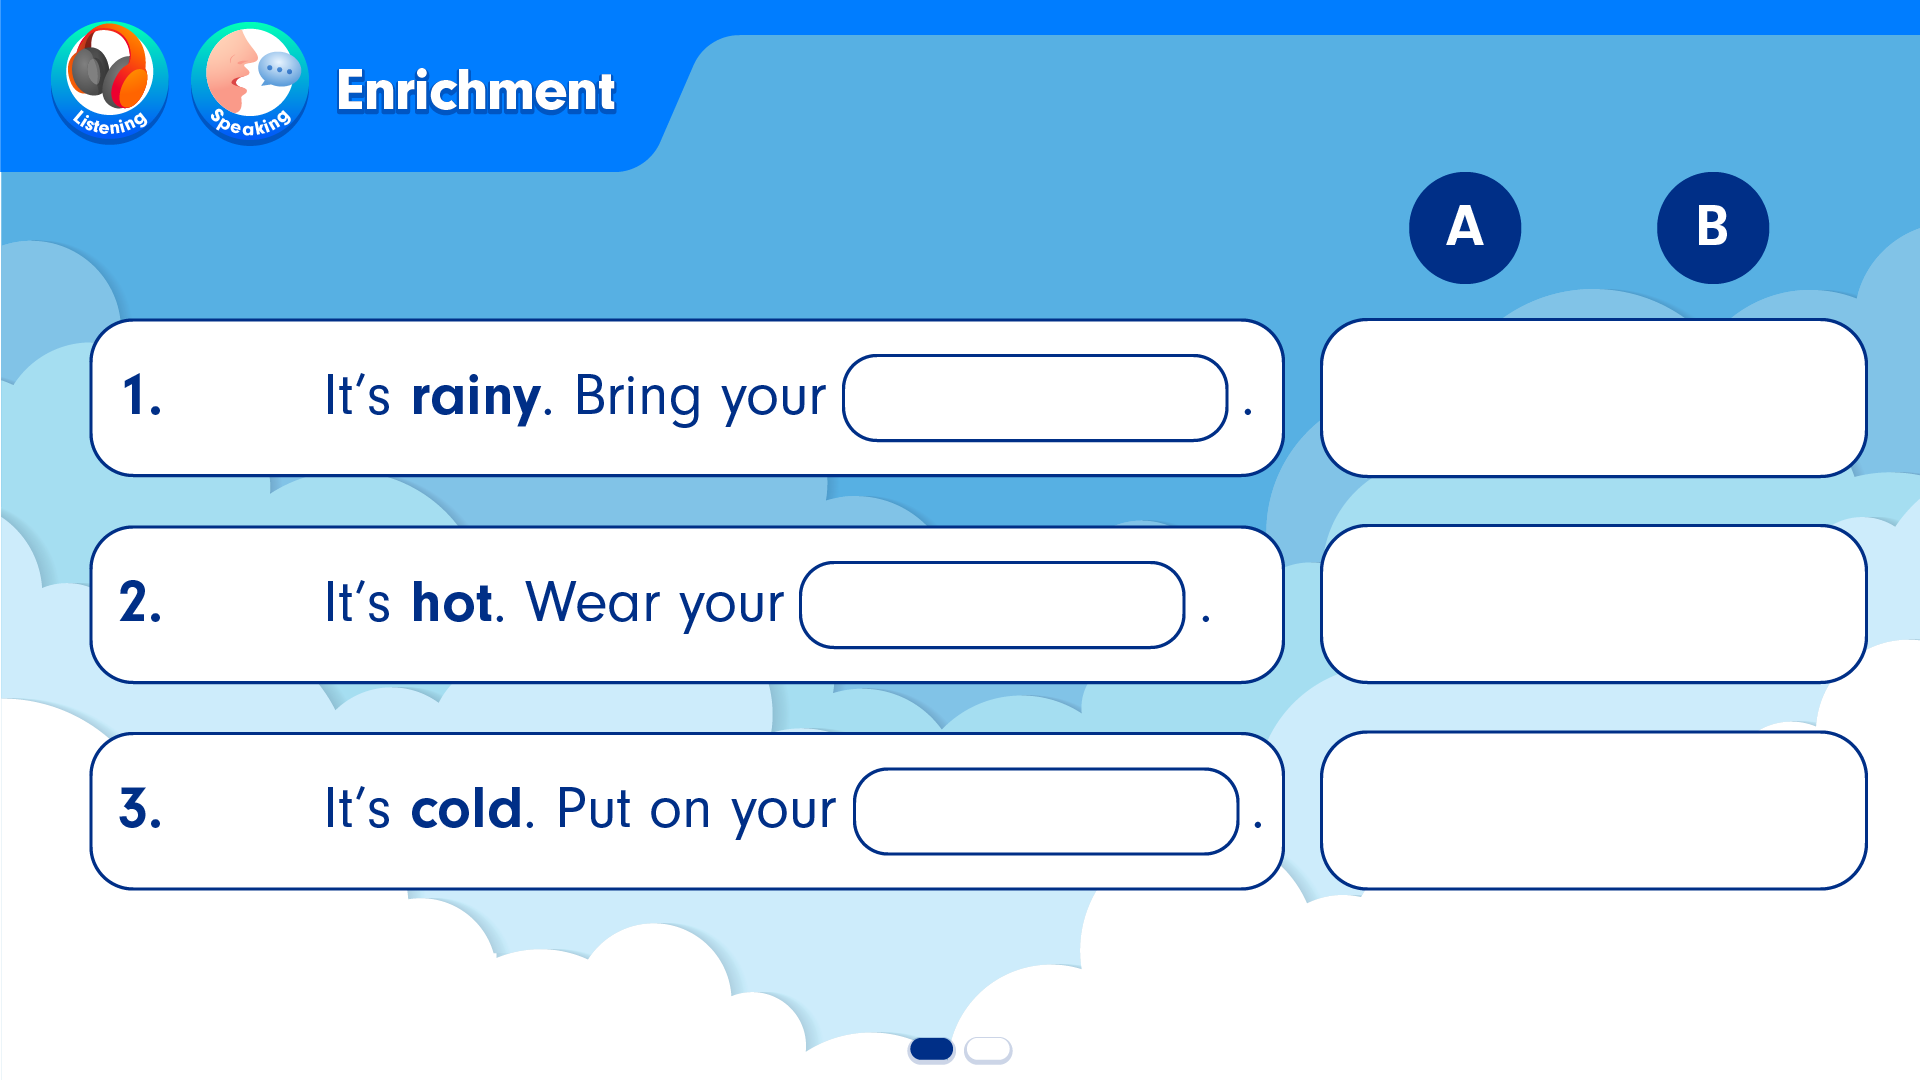 Listening
Speaking
Enrichment
A
B
1. It's rainy. Bring your .
2. It's hot. Wear your .
3. It's cold. Put on your .